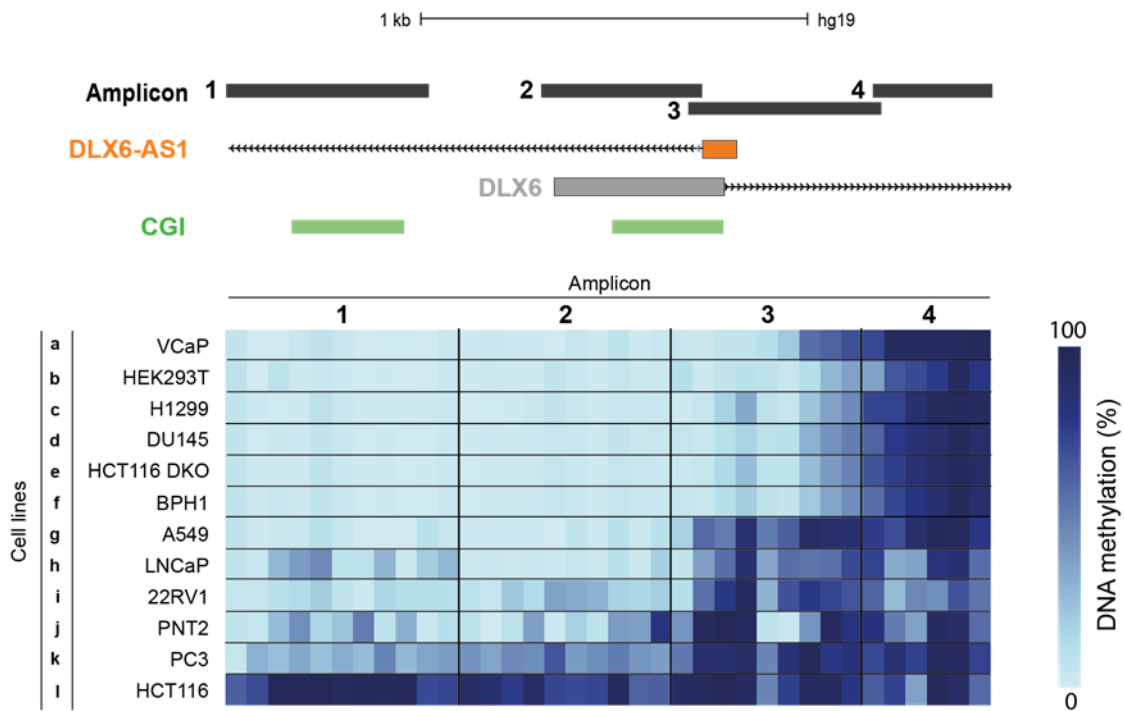 1 kb hg19
Amplicon 1 2 3 4
DLX6-AS1
DLX6
CGI
Amplicon
1 2 3 4
Cell lines
a VCaP
b HEK293T
c H1299
d DU145
e HCT116 DKO
f BPH1
g A549
h LNCaP
i 22RV1
j PNT2
k PC3
l HCT116
100
DNA methylation (%)
0